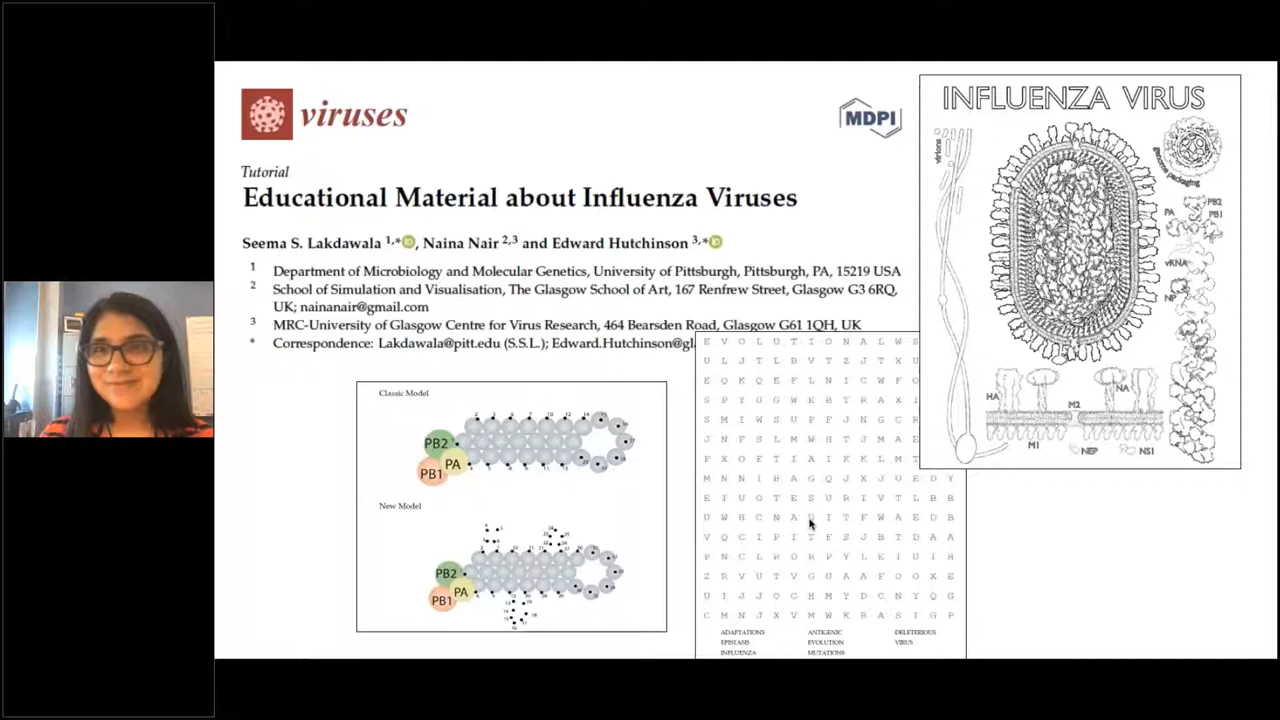 viruses
MDPI
Tutorial
Educational Material about Influenza Viruses
Seema S. Lakdawala 1,* iD, Naina Nair 2,3 and Edward Hutchinson 3,* iD
1 Department of Microbiology and Molecular Genetics, University of Pittsburgh, Pittsburgh, PA, 15219 USA
2 School of Simulation and Visualisation, The Glasgow School of Art, 167 Renfrew Street, Glasgow G3 6RQ,
UK; nainanair@gmail.com
3 MRC-University of Glasgow Centre for Virus Research, 464 Bearsden Road, Glasgow G61 1QH, UK
* Correspondence: Lakdawala@pitt.edu (S.S.L.); Edward.Hutchinson@gl
Classic Model
PB2
PA
PB1
New Model
PB2
PA
PB1
E V O L U T I O N A L W S
U L J T L B V T Z J T X U
E Q K Q E F L N I C W F O
S P Y U G W E B T R A X I
S M I W S U P F J N G C R
J N F S L M W H T J M A E
P X O F T I A I K K L M T
M N N I H A G Q J X J U E D Y
E I U O T E S U R I V T L B B
U W H C N A U I T F W A E D B
V Q C I P I T F S J B T D A A
P N C L R D R P Y L E I U I H
Z R V U T V G U A A F O O X E
U I J J O C H M Y D C N Y Q G
C M N J X V M W K R A S I G P
ADAPTATIONS ANTIGENIC DELETERIOUS
EPISTASIS EVOLUTION VIRUS
INFLUENZA MUTATIONS
INFLUENZA VIRUS
virions
genome packaging
PA
PB2
PB1
vRNA
NP
HA
NA
M2
M1
NEP
NS1